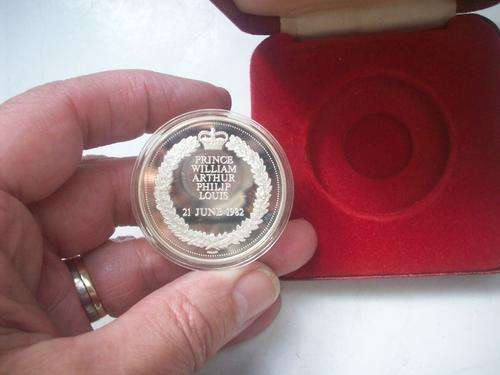 PRINCE
WILLIAM
ARTHUR
PHILIP
LOUIS
21 JUNE 1982